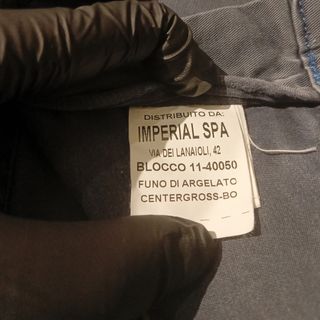 DISTRIBUITO DA:
IMPERIAL SPA
VIA DEI LANAIOLI, 42
BLOCCO 11-40050
FUNO DI ARGELATO
CENTERGROSS-BO